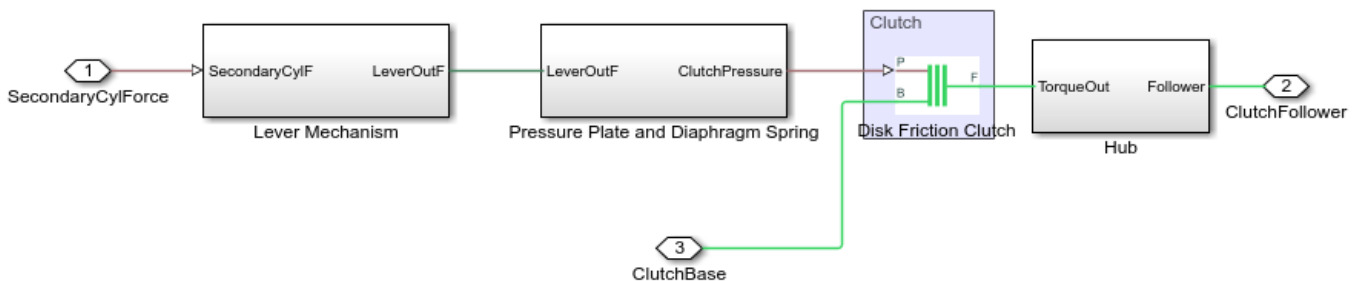 Clutch
1
SecondaryCylForce
SecondaryCylF
LeverOutF
Lever Mechanism
LeverOutF
ClutchPressure
Pressure Plate and Diaphragm Spring
P
B
F
Disk Friction Clutch
TorqueOut
Follower
Hub
2
ClutchFollower
3
ClutchBase